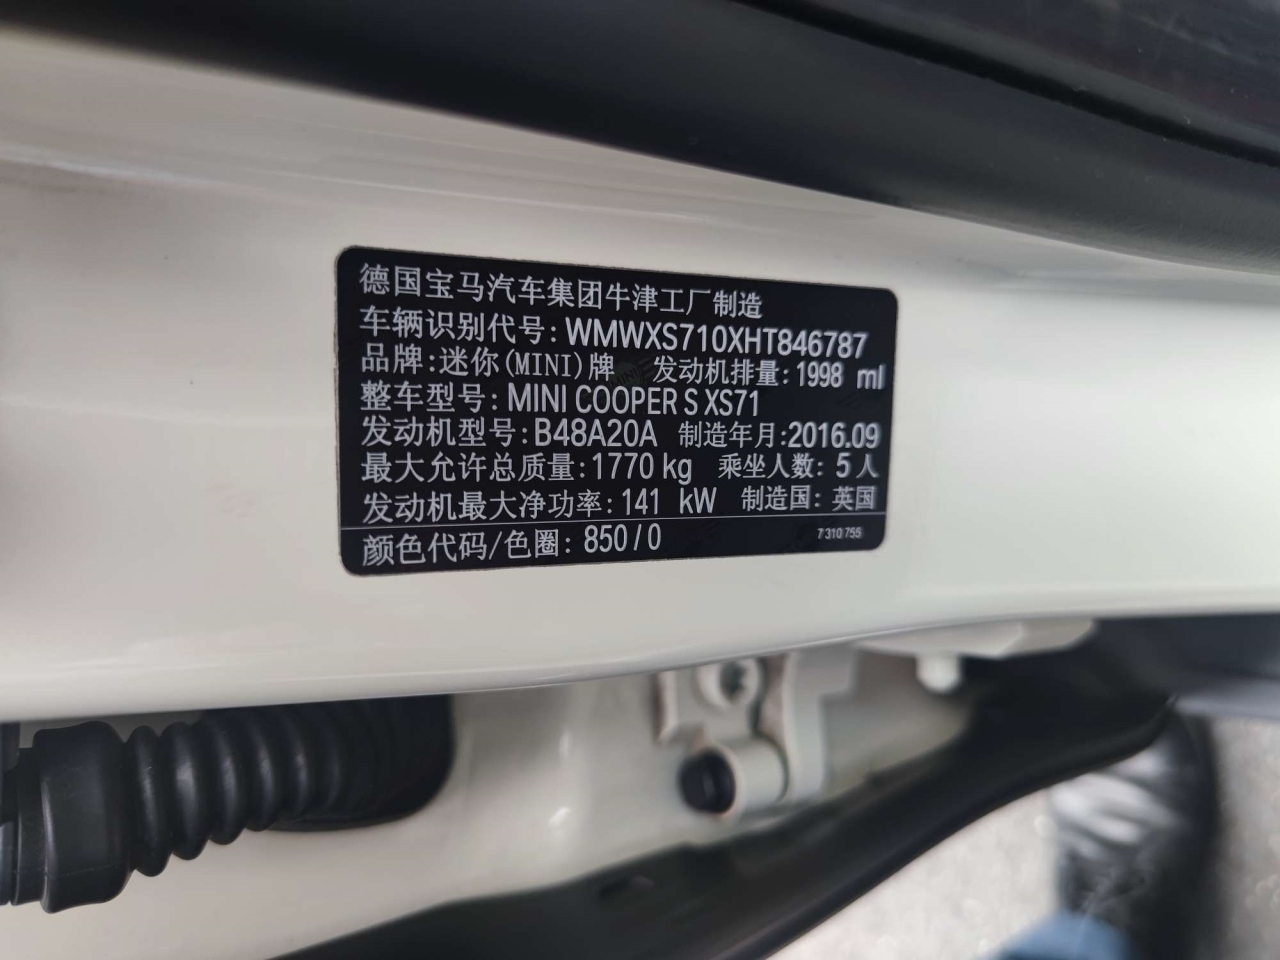 德国宝马汽车集团牛津工厂制造
车辆识别代号: WMWXS710XHT846787
品牌:迷你(MINI)牌 发动机排量: 1998 ml
整车型号: MINI COOPER S XS71
发动机型号: B48A20A 制造年月:2016.09
最大允许总质量: 1770 kg 乘坐人数: 5 人
发动机最大净功率: 141 kW 制造国: 英国
颜色代码/色圈: 850 / 0 7 310 755